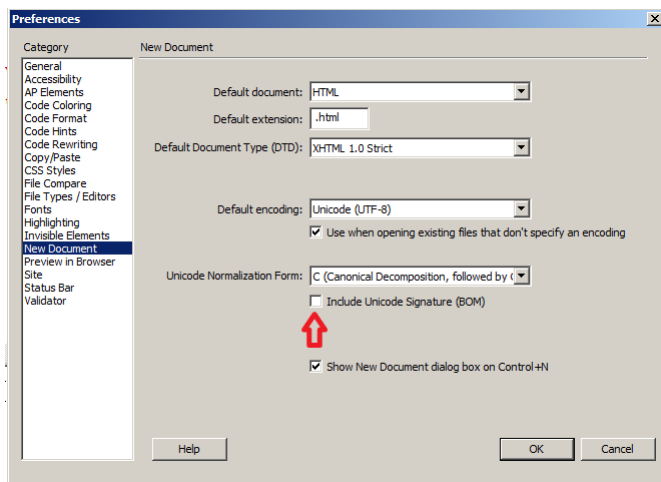 Preferences
Category
General
Accessibility
AP Elements
Code Coloring
Code Format
Code Hints
Code Rewriting
Copy/Paste
CSS Styles
File Compare
File Types / Editors
Fonts
Highlighting
Invisible Elements
New Document
Preview in Browser
Site
Status Bar
Validator
New Document
Default document: HTML
Default extension: .html
Default Document Type (DTD): XHTML 1.0 Strict
Default encoding: Unicode (UTF-8)
Use when opening existing files that don't specify an encoding
Unicode Normalization Form: C (Canonical Decomposition, followed by
Include Unicode Signature (BOM)
Show New Document dialog box on Control+N
Help
OK
Cancel